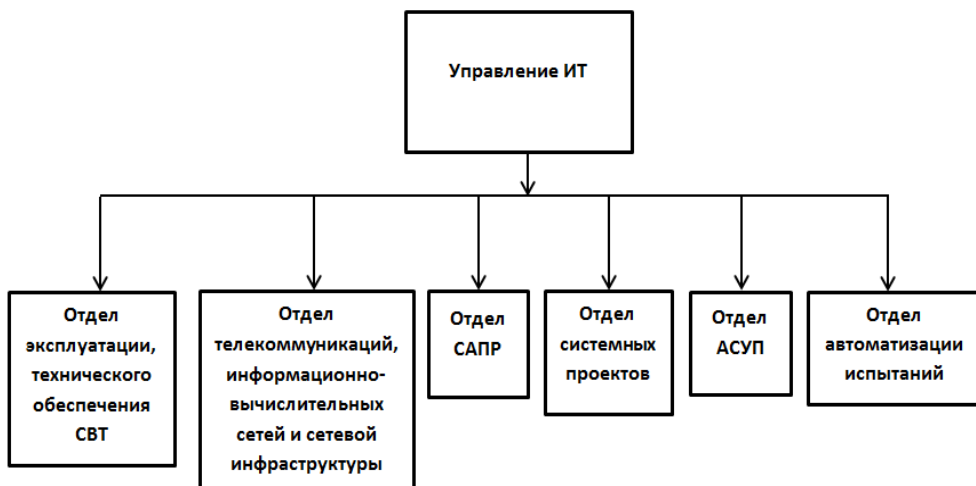 Управление ИТ
Отдел
эксплуатации,
технического
обеспечения
СВТ
Отдел
телекоммуникаций,
информационно-
вычислительных
сетей и сетевой
инфраструктуры
Отдел
САПР
Отдел
системных
проектов
Отдел
АСУП
Отдел
автоматизации
испытаний